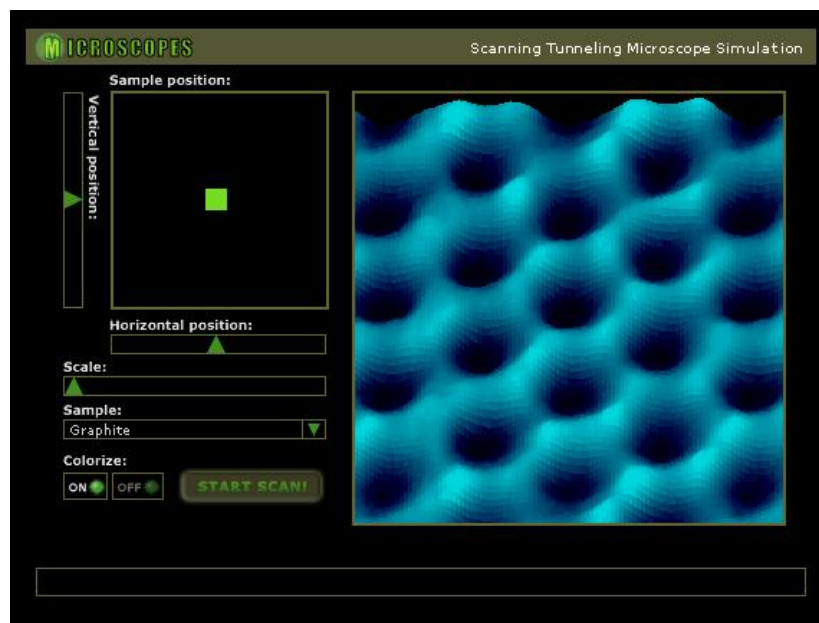 MICROSCOPES
Scanning Tunneling Microscope Simulation
Sample position:
Vertical position:
Horizontal position:
Scale:
Sample:
Graphite
Colorize:
ON OFF START SCAN!